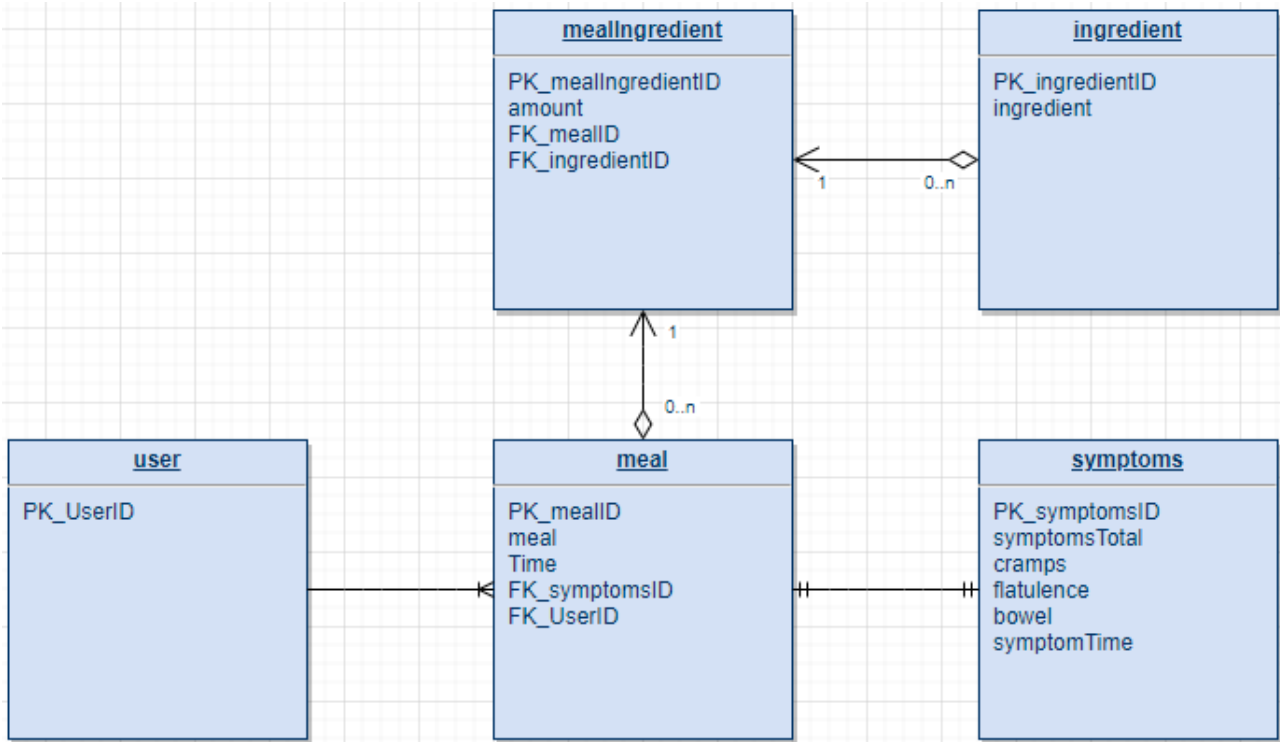 mealIngredient
PK_mealIngredientID
amount
FK_mealID
FK_ingredientID
ingredient
PK_ingredientID
ingredient
1
0..n
1
0..n
user
PK_UserID
meal
PK_mealID
meal
Time
FK_symptomsID
FK_UserID
symptoms
PK_symptomsID
symptomsTotal
cramps
flatulence
bowel
symptomTime